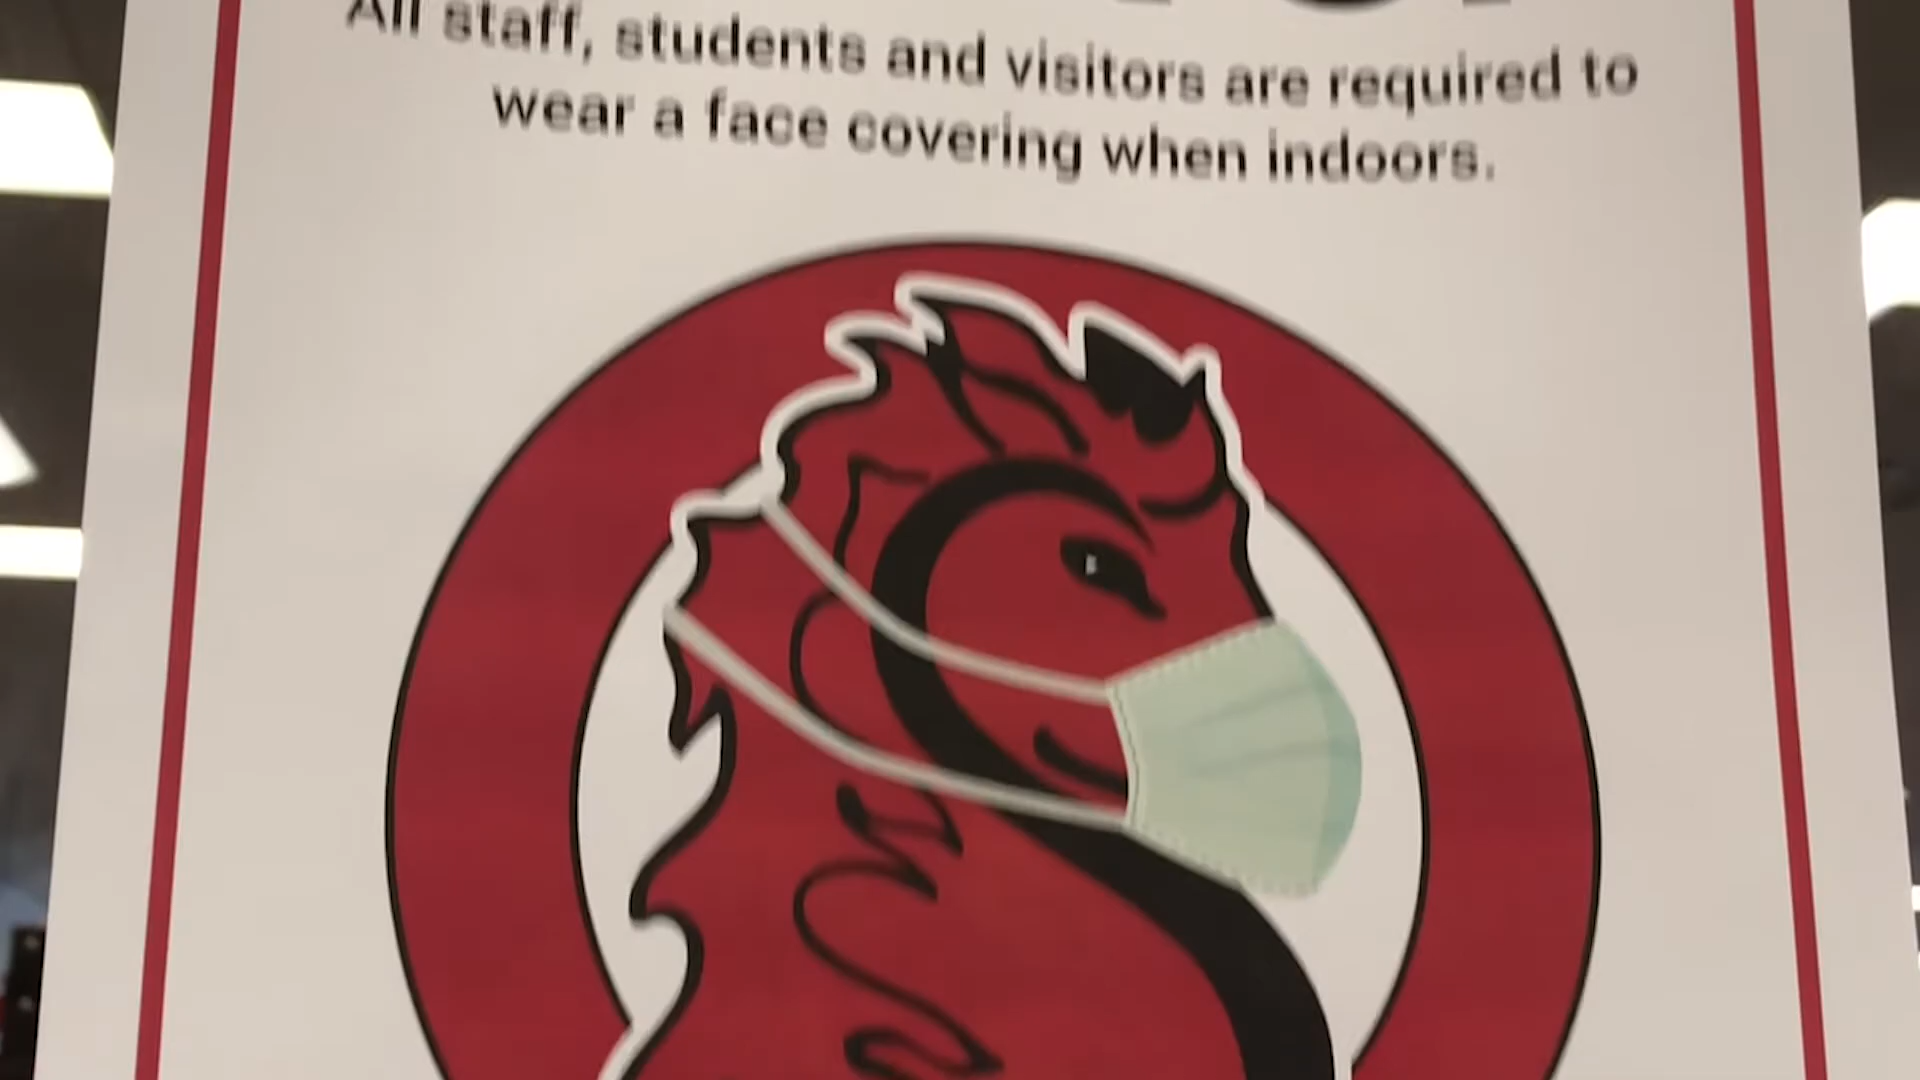 All staff, students and visitors are required to
wear a face covering when indoors.